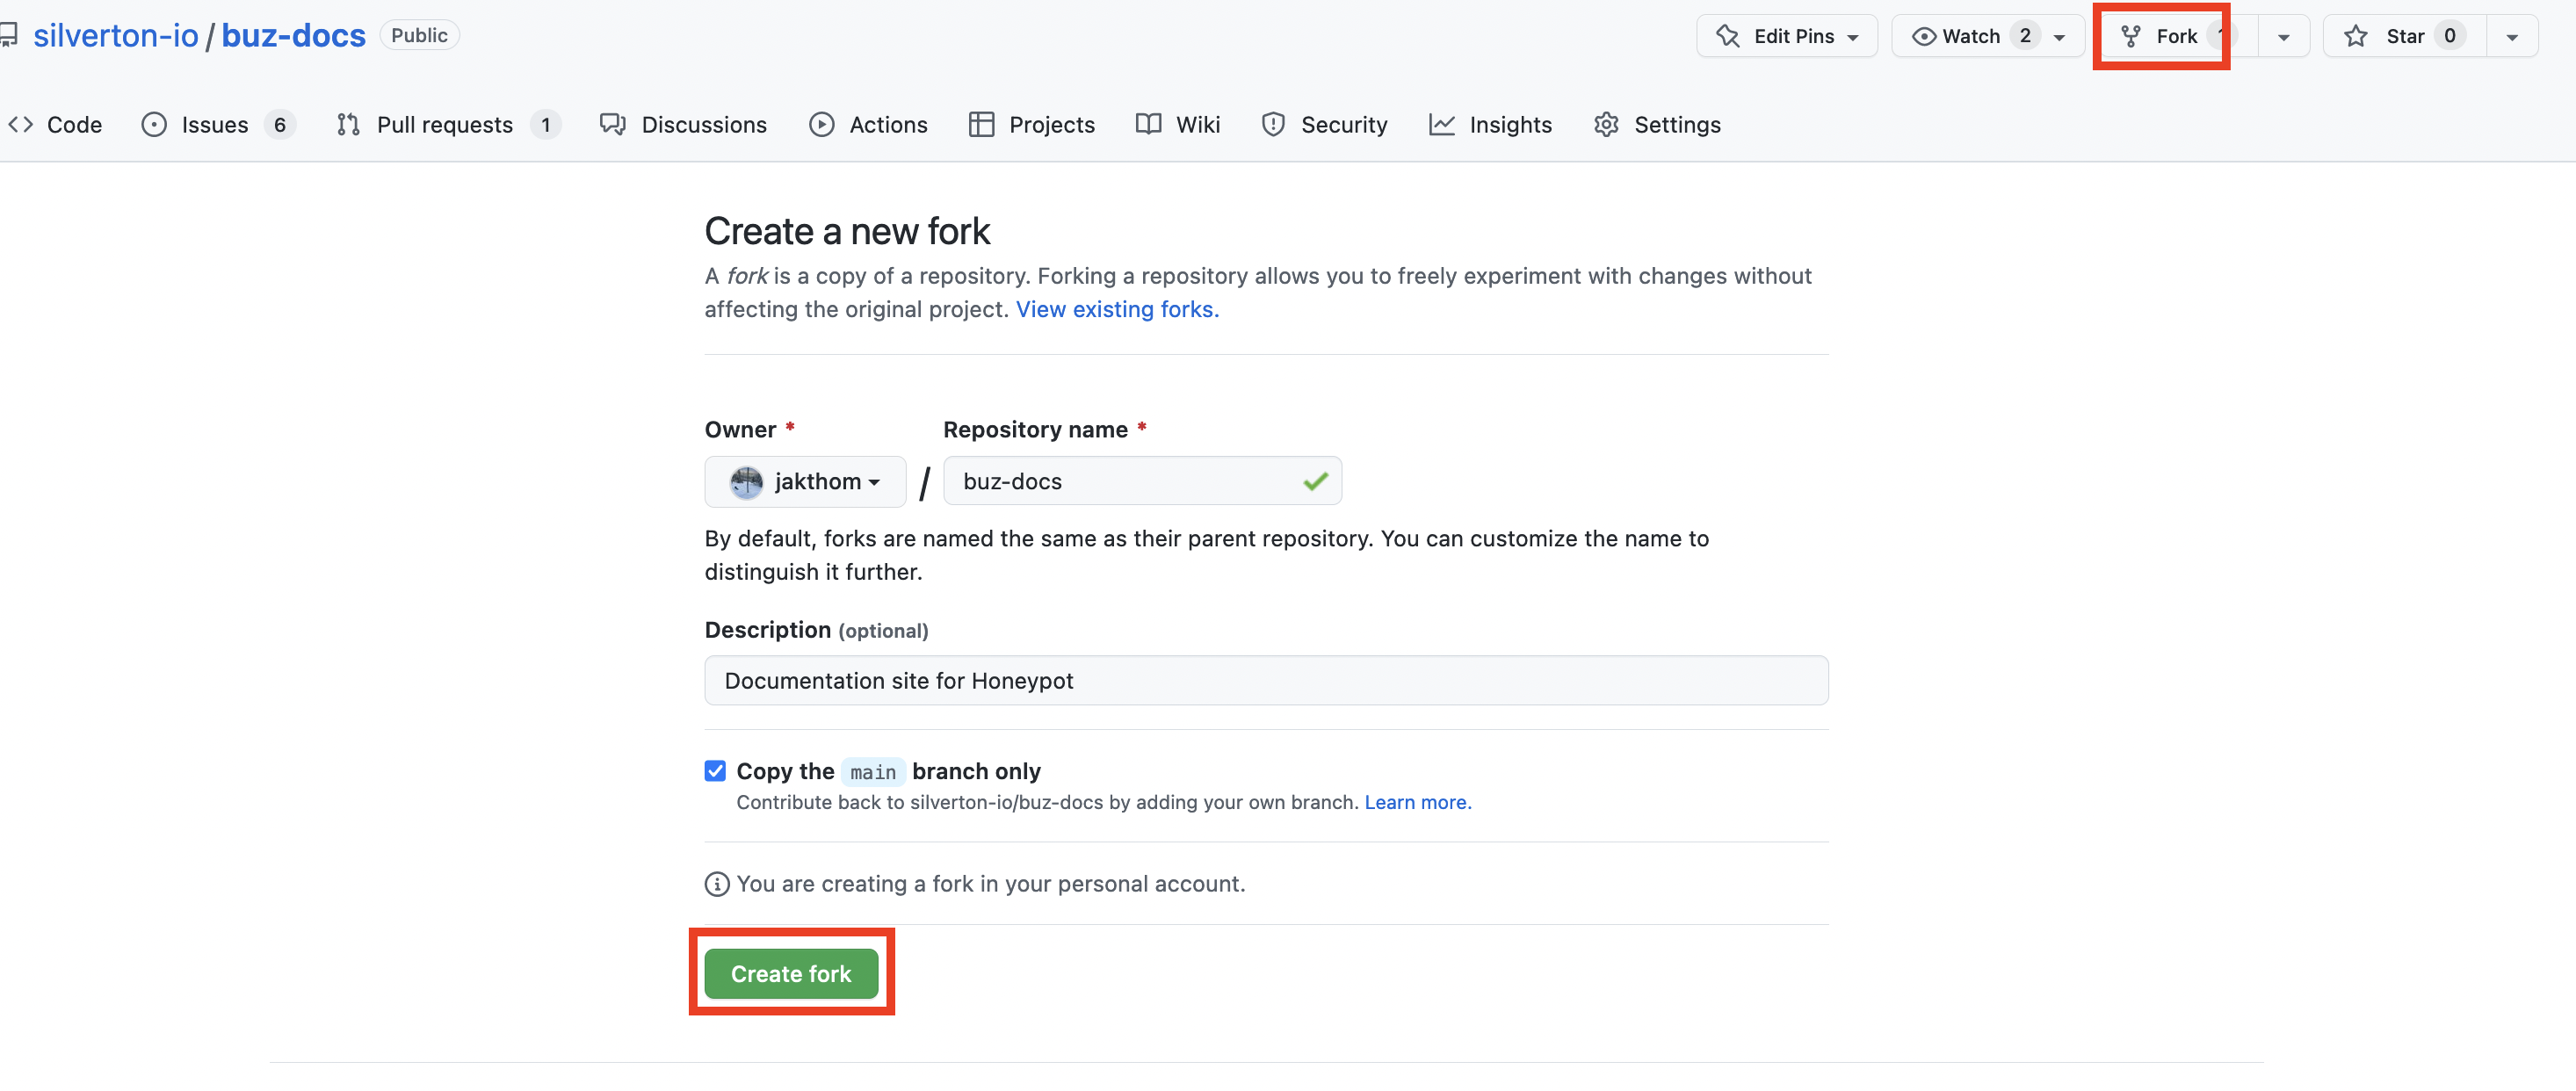 silverton-io / buz-docs Public Edit Pins Watch 2 Fork Star 0
Code Issues 6 Pull requests 1 Discussions Actions Projects Wiki Security Insights Settings
Create a new fork
A fork is a copy of a repository. Forking a repository allows you to freely experiment with changes without
affecting the original project. View existing forks.
Owner * Repository name *
jakthom / buz-docs
By default, forks are named the same as their parent repository. You can customize the name to
distinguish it further.
Description (optional)
Documentation site for Honeypot
Copy the main branch only
Contribute back to silverton-io/buz-docs by adding your own branch. Learn more.
You are creating a fork in your personal account.
Create fork